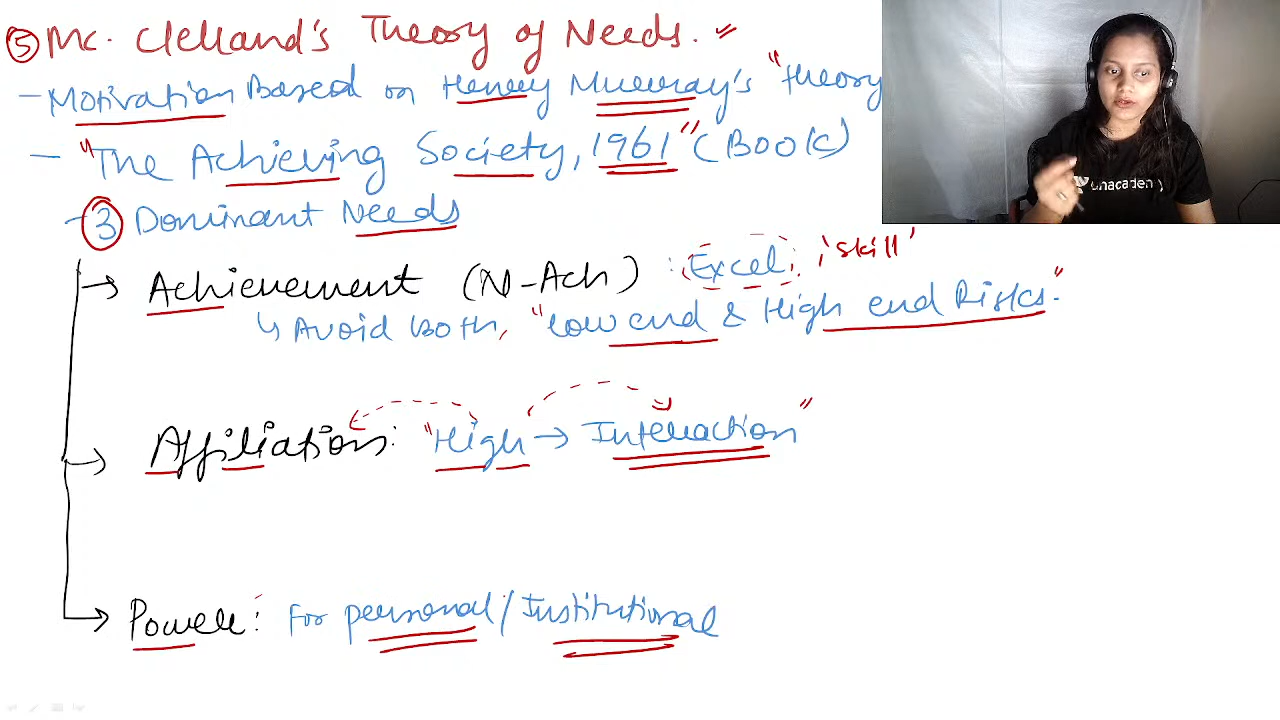 ⑤ Mc. Clelland's Theory of Needs. "
- Motivation Based on Henry Murray's "theory
- "The Achieving Society, 1961" (Book)
- ③ Dominant Needs
→ Achievement (N-Ach) : Excel. 'skill'
↳ Avoid Both, "low end & High end Risks."
→ Affiliation: "High → Interaction"
→ Power: For personal/Institutional
unacademy